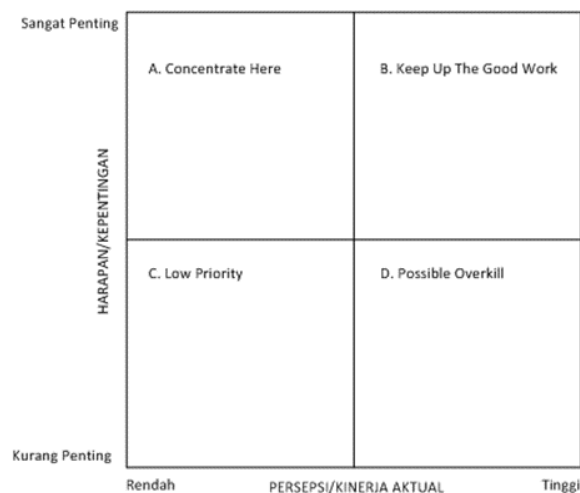 Sangat Penting
A. Concentrate Here
B. Keep Up The Good Work
HARAPAN/KEPENTINGAN
C. Low Priority
D. Possible Overkill
Kurang Penting
Rendah
PERSEPSI/KINERJA AKTUAL
Tinggi